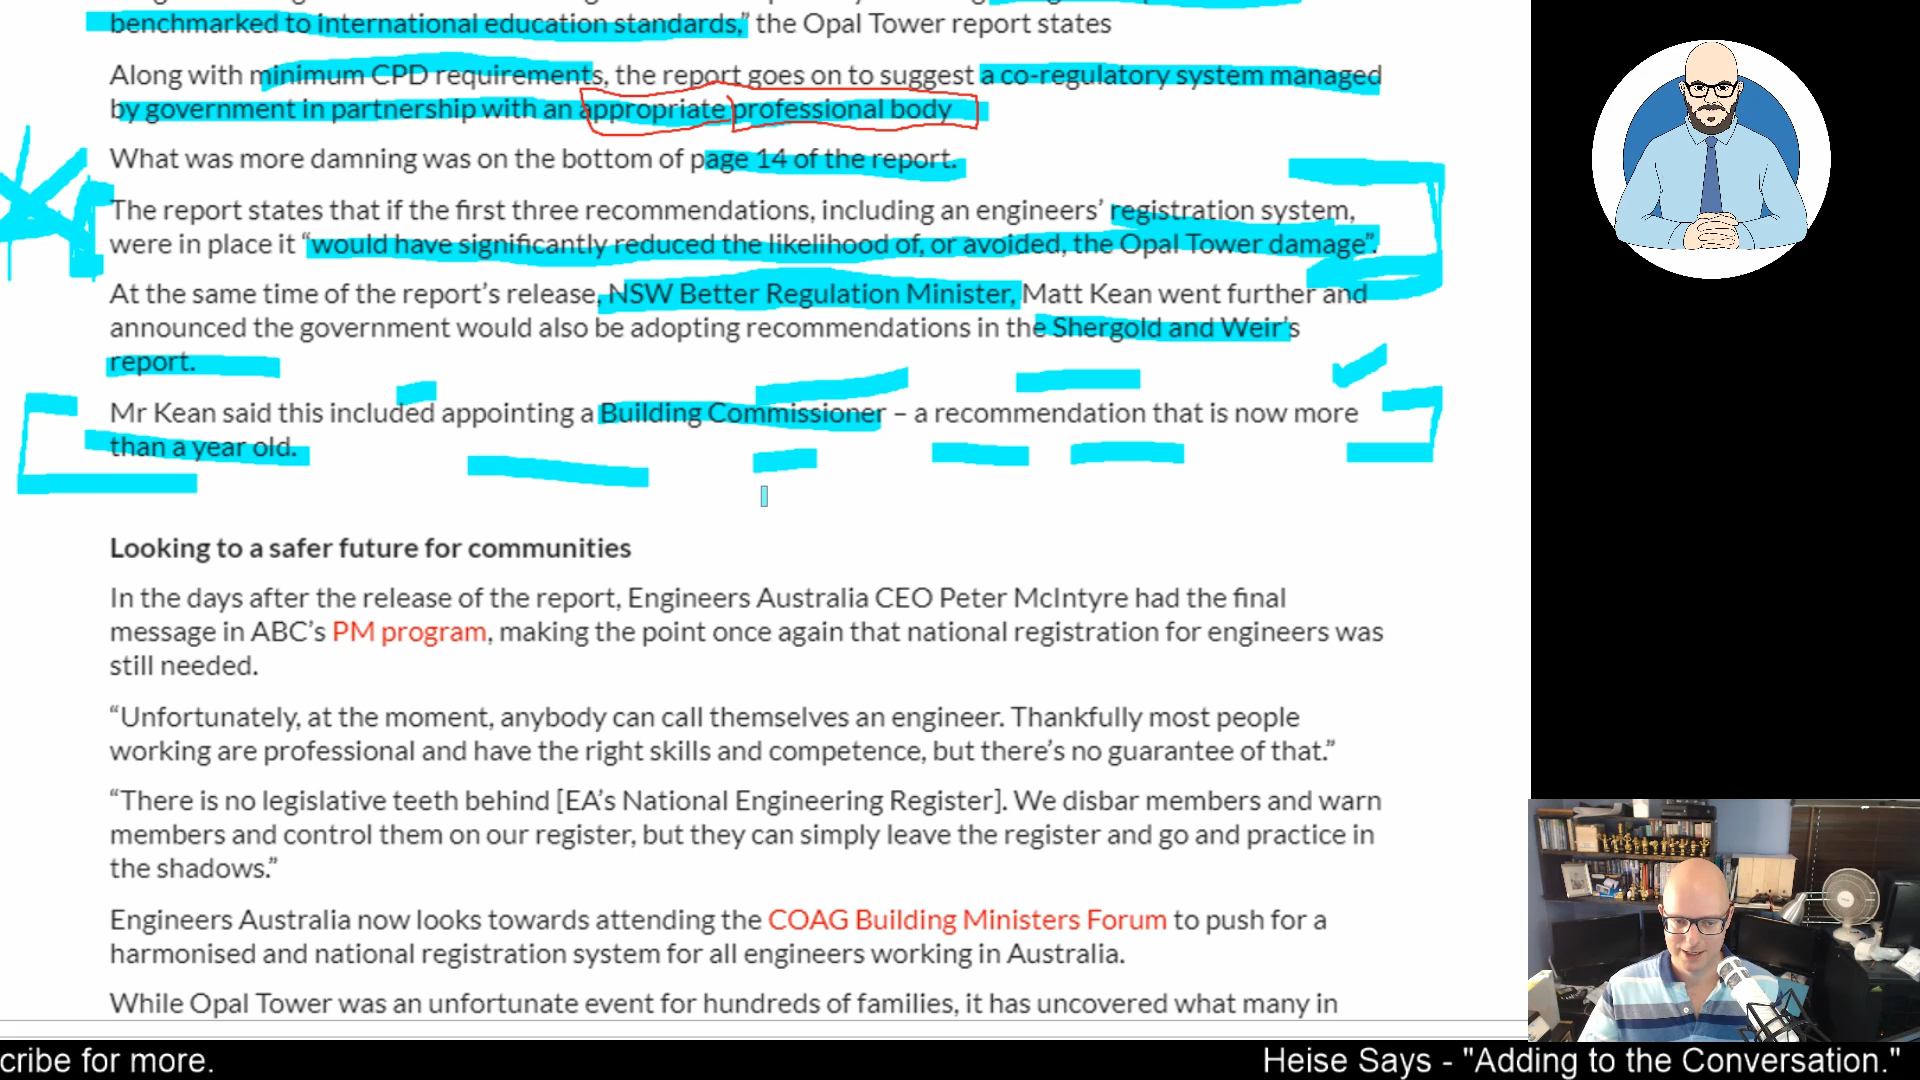 benchmarked to international education standards,” the Opal Tower report states
Along with minimum CPD requirements, the report goes on to suggest a co-regulatory system managed
by government in partnership with an appropriate professional body
What was more damning was on the bottom of page 14 of the report.
The report states that if the first three recommendations, including an engineers’ registration system,
were in place it “would have significantly reduced the likelihood of, or avoided, the Opal Tower damage”.
At the same time of the report’s release, NSW Better Regulation Minister, Matt Kean went further and
announced the government would also be adopting recommendations in the Shergold and Weir’s
report.
Mr Kean said this included appointing a Building Commissioner – a recommendation that is now more
than a year old.
Looking to a safer future for communities
In the days after the release of the report, Engineers Australia CEO Peter McIntyre had the final
message in ABC’s PM program, making the point once again that national registration for engineers was
still needed.
“Unfortunately, at the moment, anybody can call themselves an engineer. Thankfully most people
working are professional and have the right skills and competence, but there’s no guarantee of that.”
“There is no legislative teeth behind [EA’s National Engineering Register]. We disbar members and warn
members and control them on our register, but they can simply leave the register and go and practice in
the shadows.”
Engineers Australia now looks towards attending the COAG Building Ministers Forum to push for a
harmonised and national registration system for all engineers working in Australia.
While Opal Tower was an unfortunate event for hundreds of families, it has uncovered what many in
cribe for more.
Heise Says - "Adding to the Conversation."